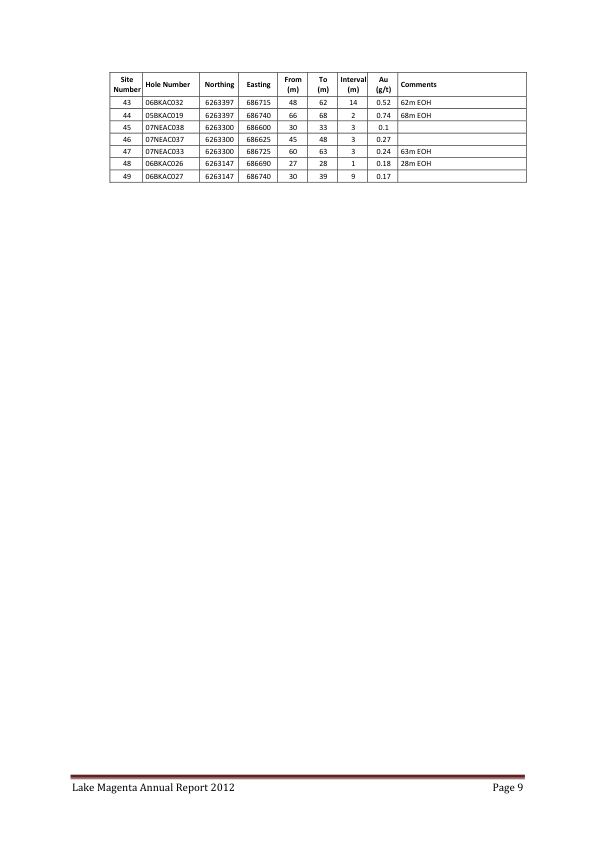 Site Number Hole Number Northing Easting From (m) To (m) Interval (m) Au (g/t) Comments
43 06BKAC032 6263397 686715 48 62 14 0.52 62m EOH
44 05BKAC019 6263397 686740 66 68 2 0.74 68m EOH
45 07NEAC038 6263300 686600 30 33 3 0.1
46 07NEAC037 6263300 686625 45 48 3 0.27
47 07NEAC033 6263300 686725 60 63 3 0.24 63m EOH
48 06BKAC026 6263147 686690 27 28 1 0.18 28m EOH
49 06BKAC027 6263147 686740 30 39 9 0.17
Lake Magenta Annual Report 2012 Page 9